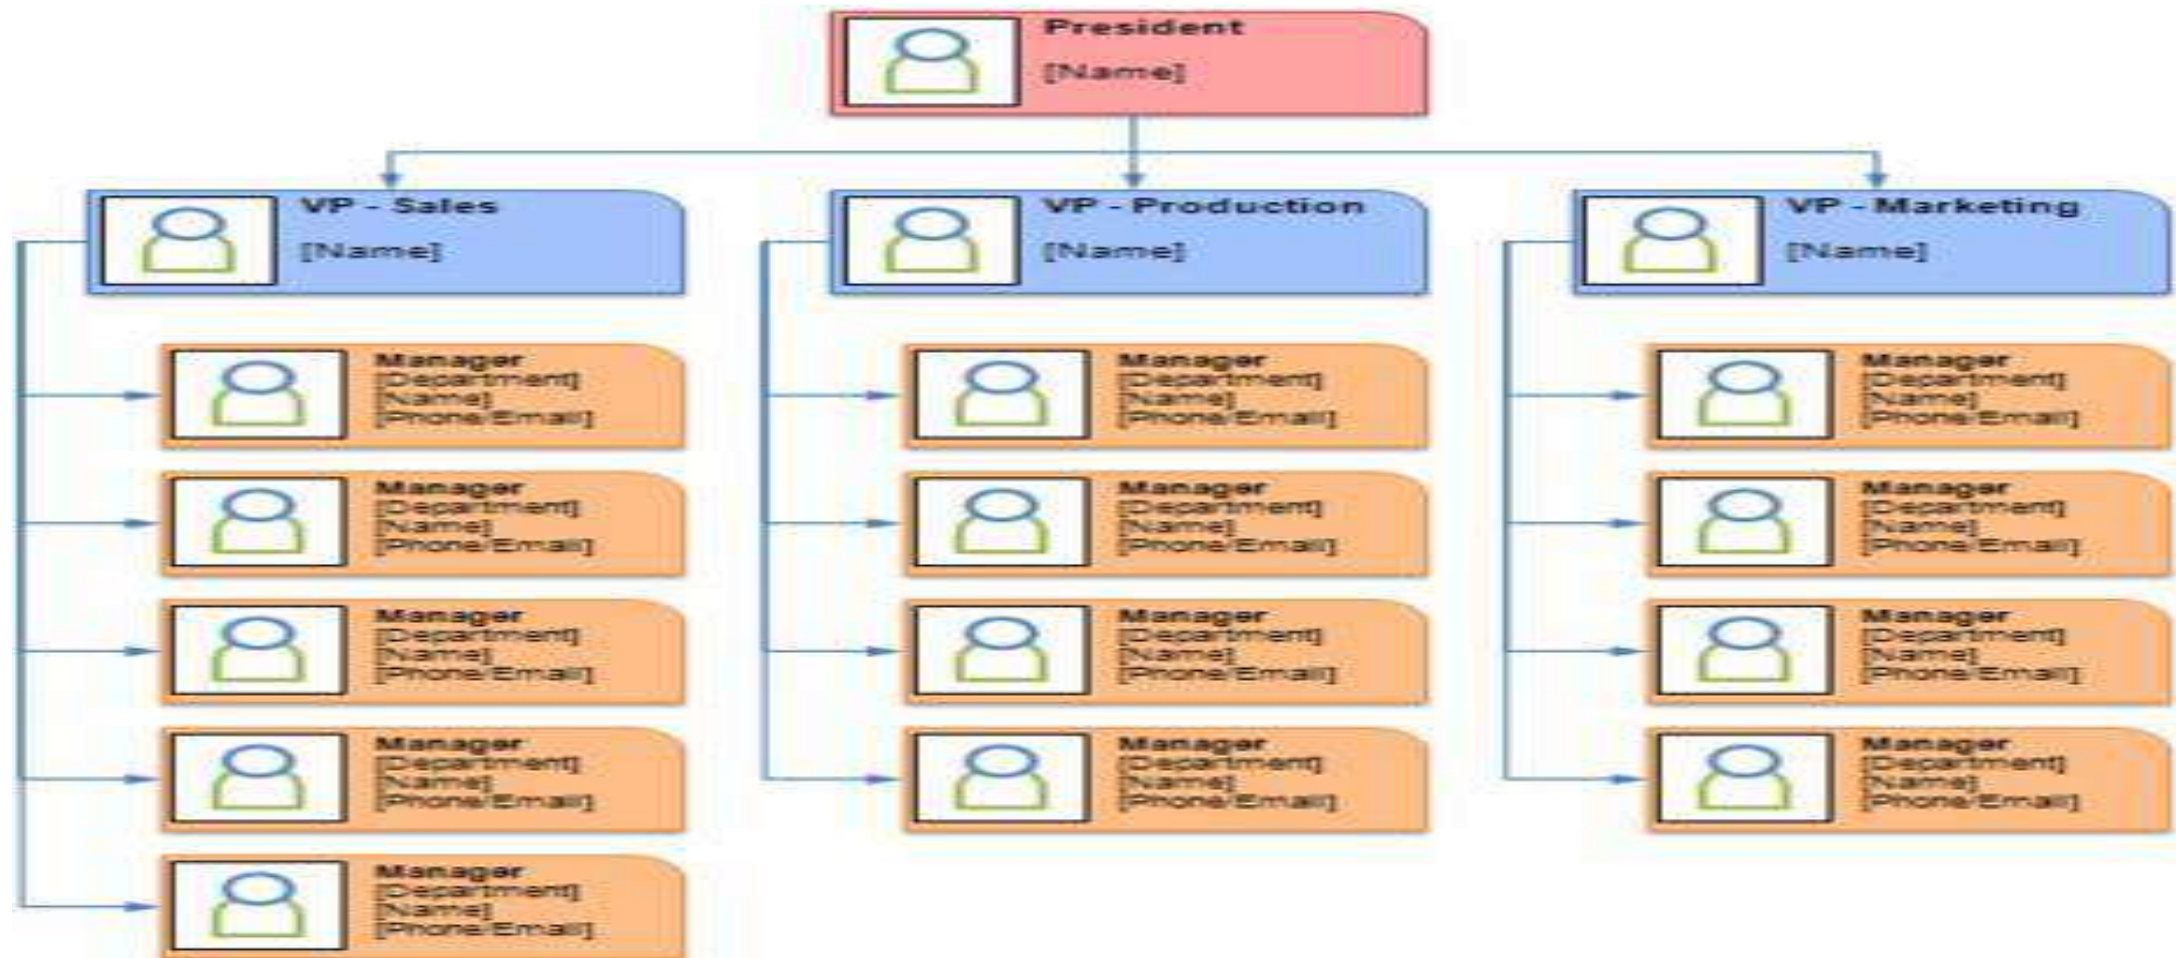 President
[Name]
VP - Sales
[Name]
VP - Production
[Name]
VP - Marketing
[Name]
Manager
[Department]
[Name]
[Phone/Email]
Manager
[Department]
[Name]
[Phone/Email]
Manager
[Department]
[Name]
[Phone/Email]
Manager
[Department]
[Name]
[Phone/Email]
Manager
[Department]
[Name]
[Phone/Email]
Manager
[Department]
[Name]
[Phone/Email]
Manager
[Department]
[Name]
[Phone/Email]
Manager
[Department]
[Name]
[Phone/Email]
Manager
[Department]
[Name]
[Phone/Email]
Manager
[Department]
[Name]
[Phone/Email]
Manager
[Department]
[Name]
[Phone/Email]
Manager
[Department]
[Name]
[Phone/Email]
Manager
[Department]
[Name]
[Phone/Email]